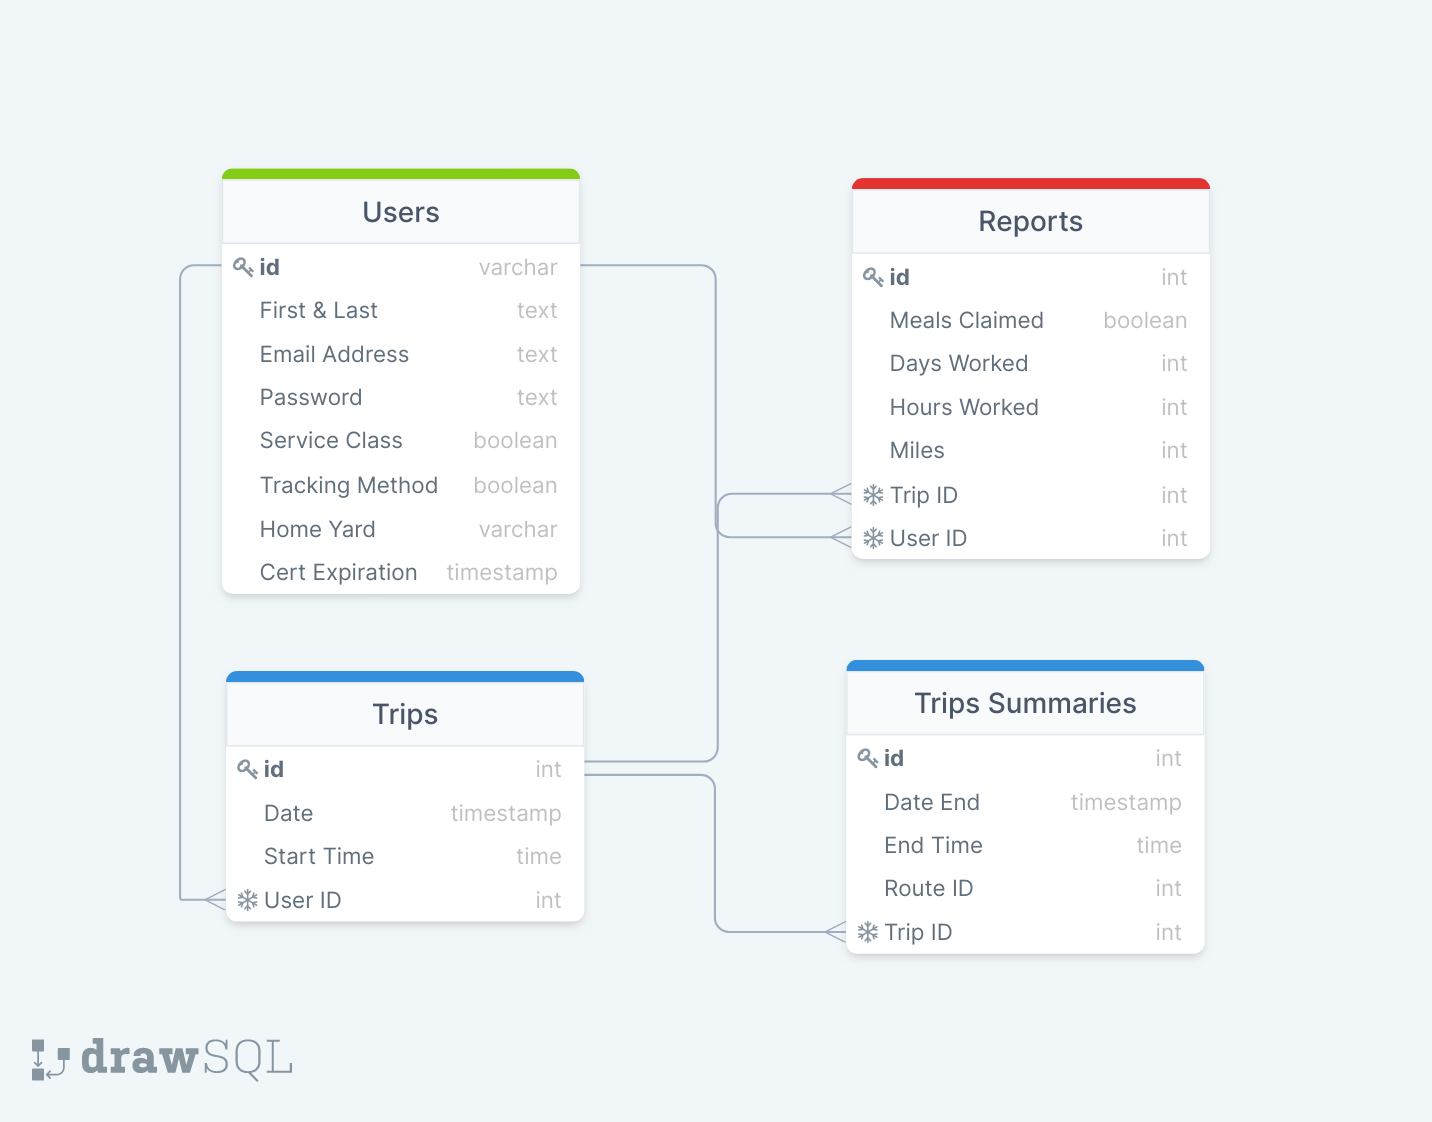 Users
id varchar
First & Last text
Email Address text
Password text
Service Class boolean
Tracking Method boolean
Home Yard varchar
Cert Expiration timestamp
Reports
id int
Meals Claimed boolean
Days Worked int
Hours Worked int
Miles int
Trip ID int
User ID int
Trips
id int
Date timestamp
Start Time time
User ID int
Trips Summaries
id int
Date End timestamp
End Time time
Route ID int
Trip ID int
drawSQL